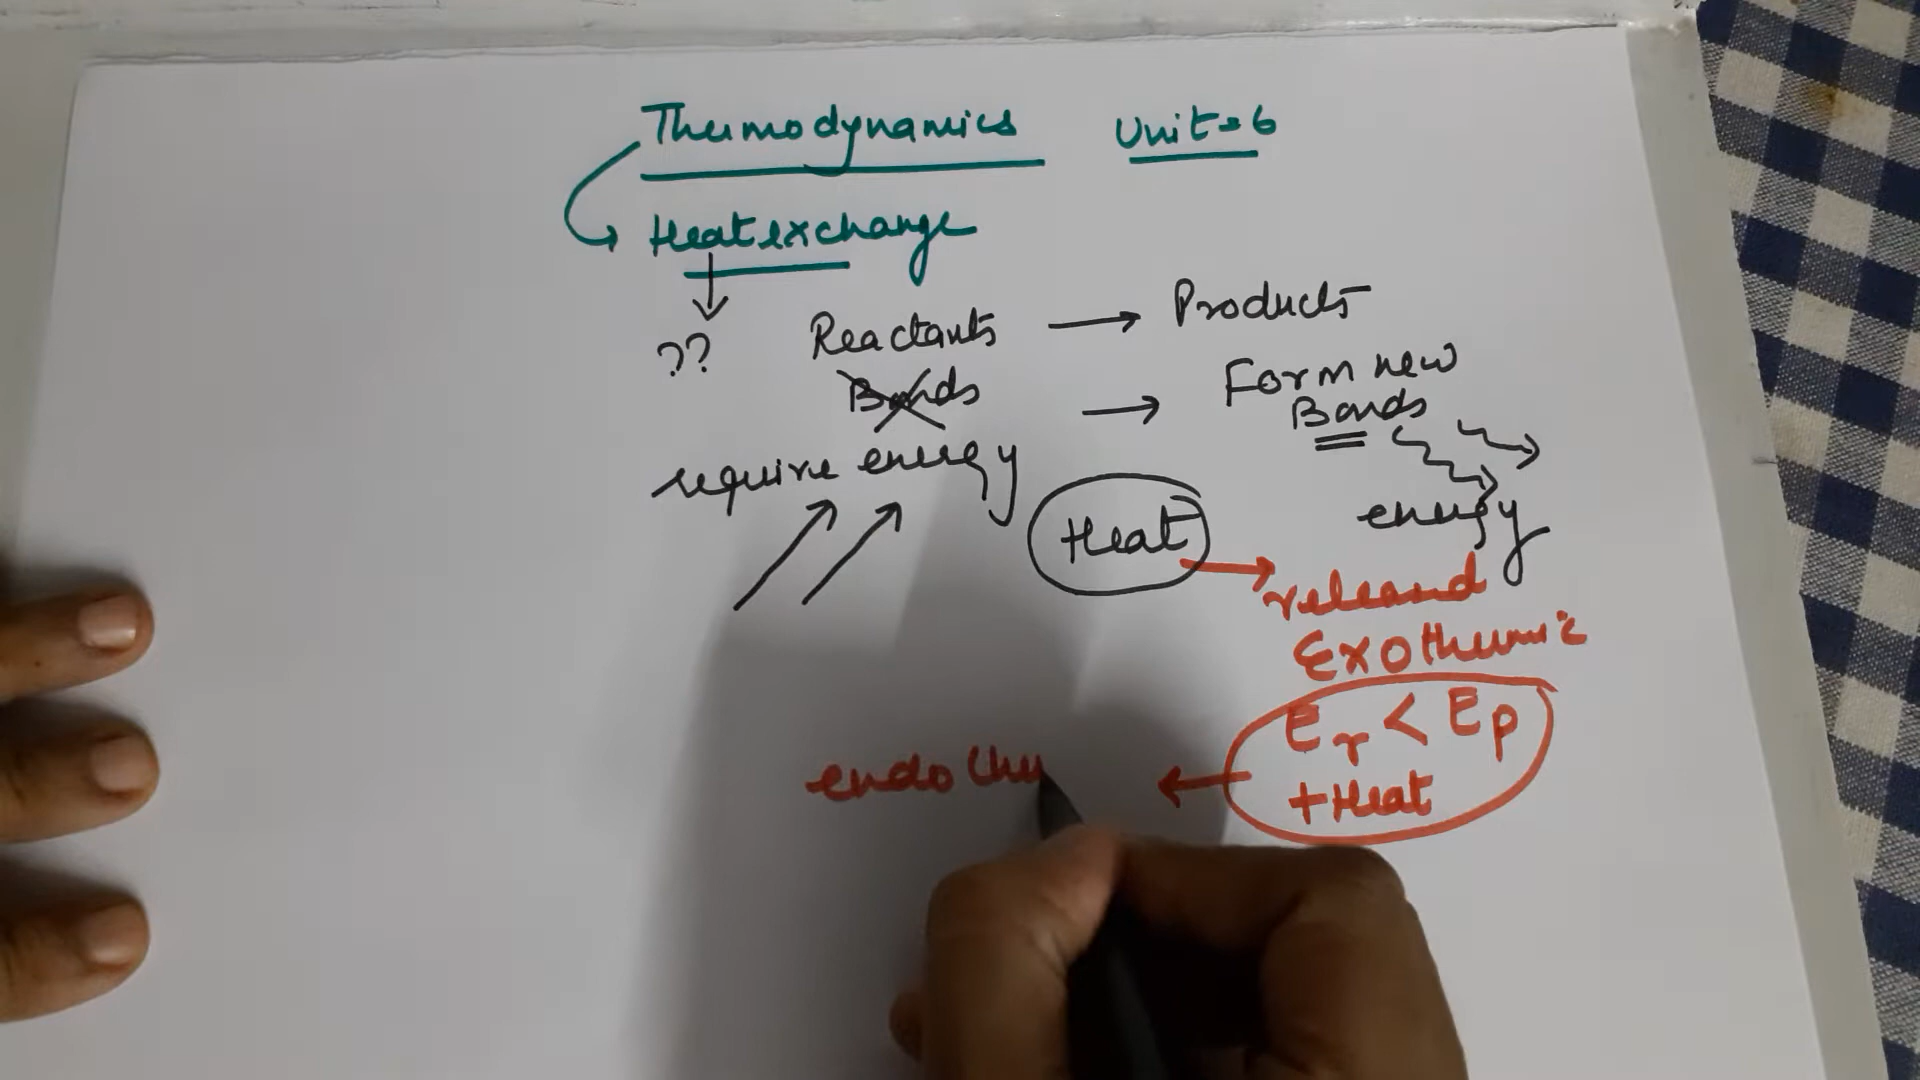 Thermodynamics Unit-6
Heat exchange
?? Reactants → Products
Bonds → Form new
Bonds
require energy
Heat energy
→ released
Exothermic
Er < Ep
+Heat
endo the